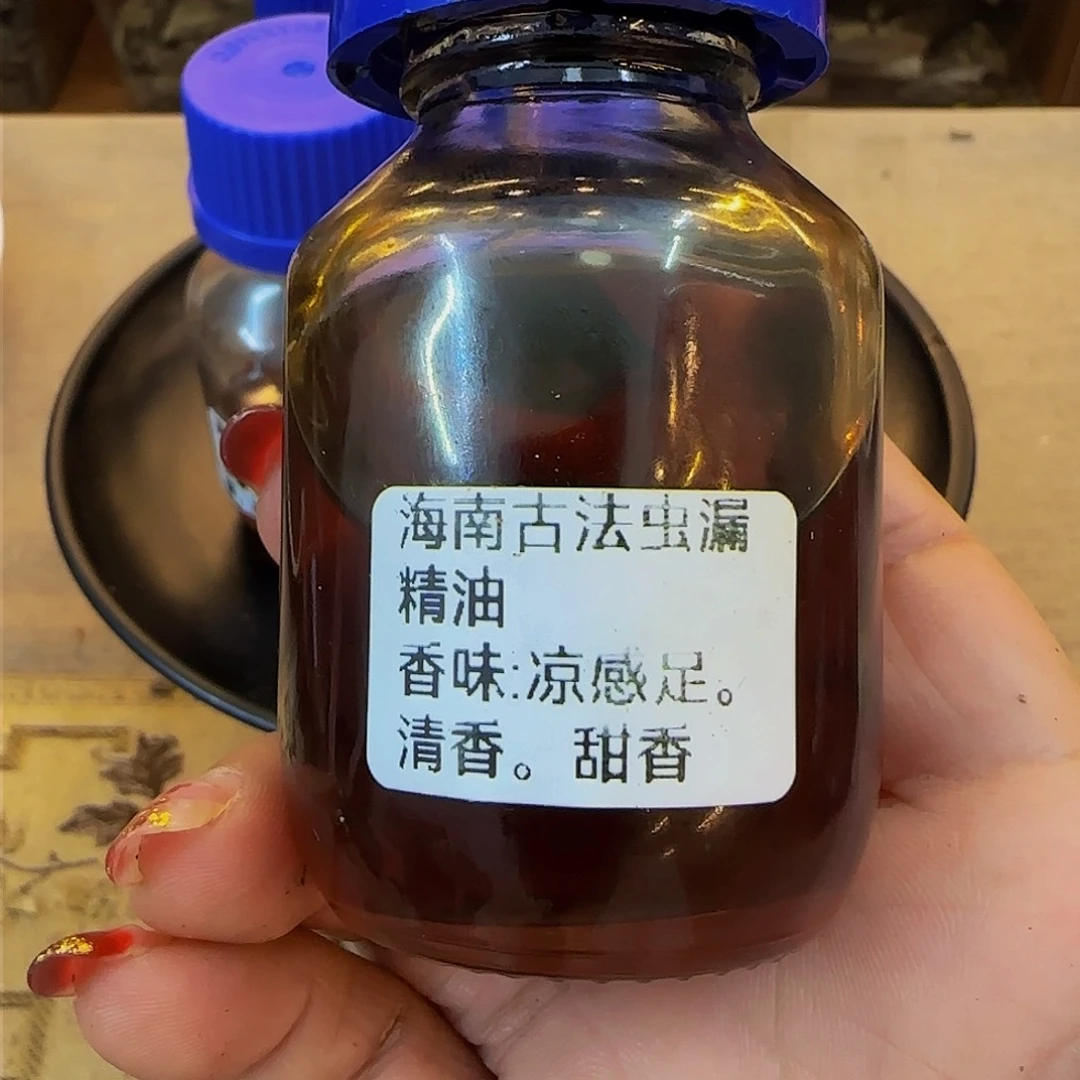 海南古法虫漏
精油
香味:凉感足。
清香。甜香